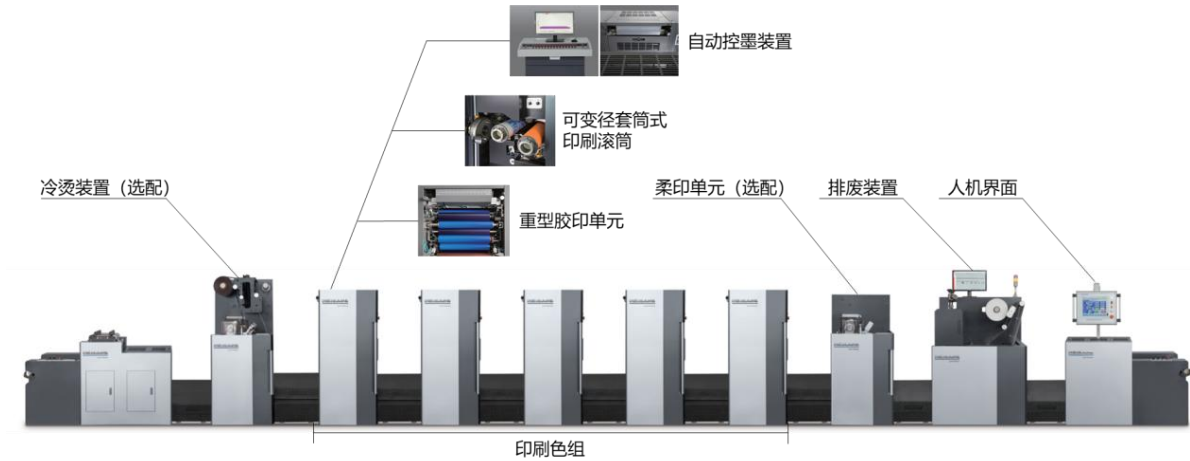 自动控墨装置
可变径套筒式
印刷滚筒
冷烫装置（选配）
重型胶印单元
柔印单元（选配）
排废装置
人机界面
印刷色组